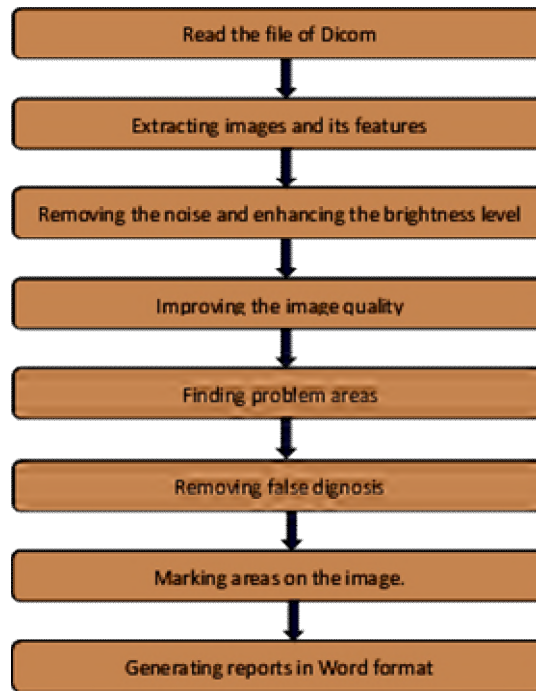 Read the file of Dicom
Extracting images and its features
Removing the noise and enhancing the brightness level
Improving the image quality
Finding problem areas
Removing false dignosis
Marking areas on the image.
Generating reports in Word format